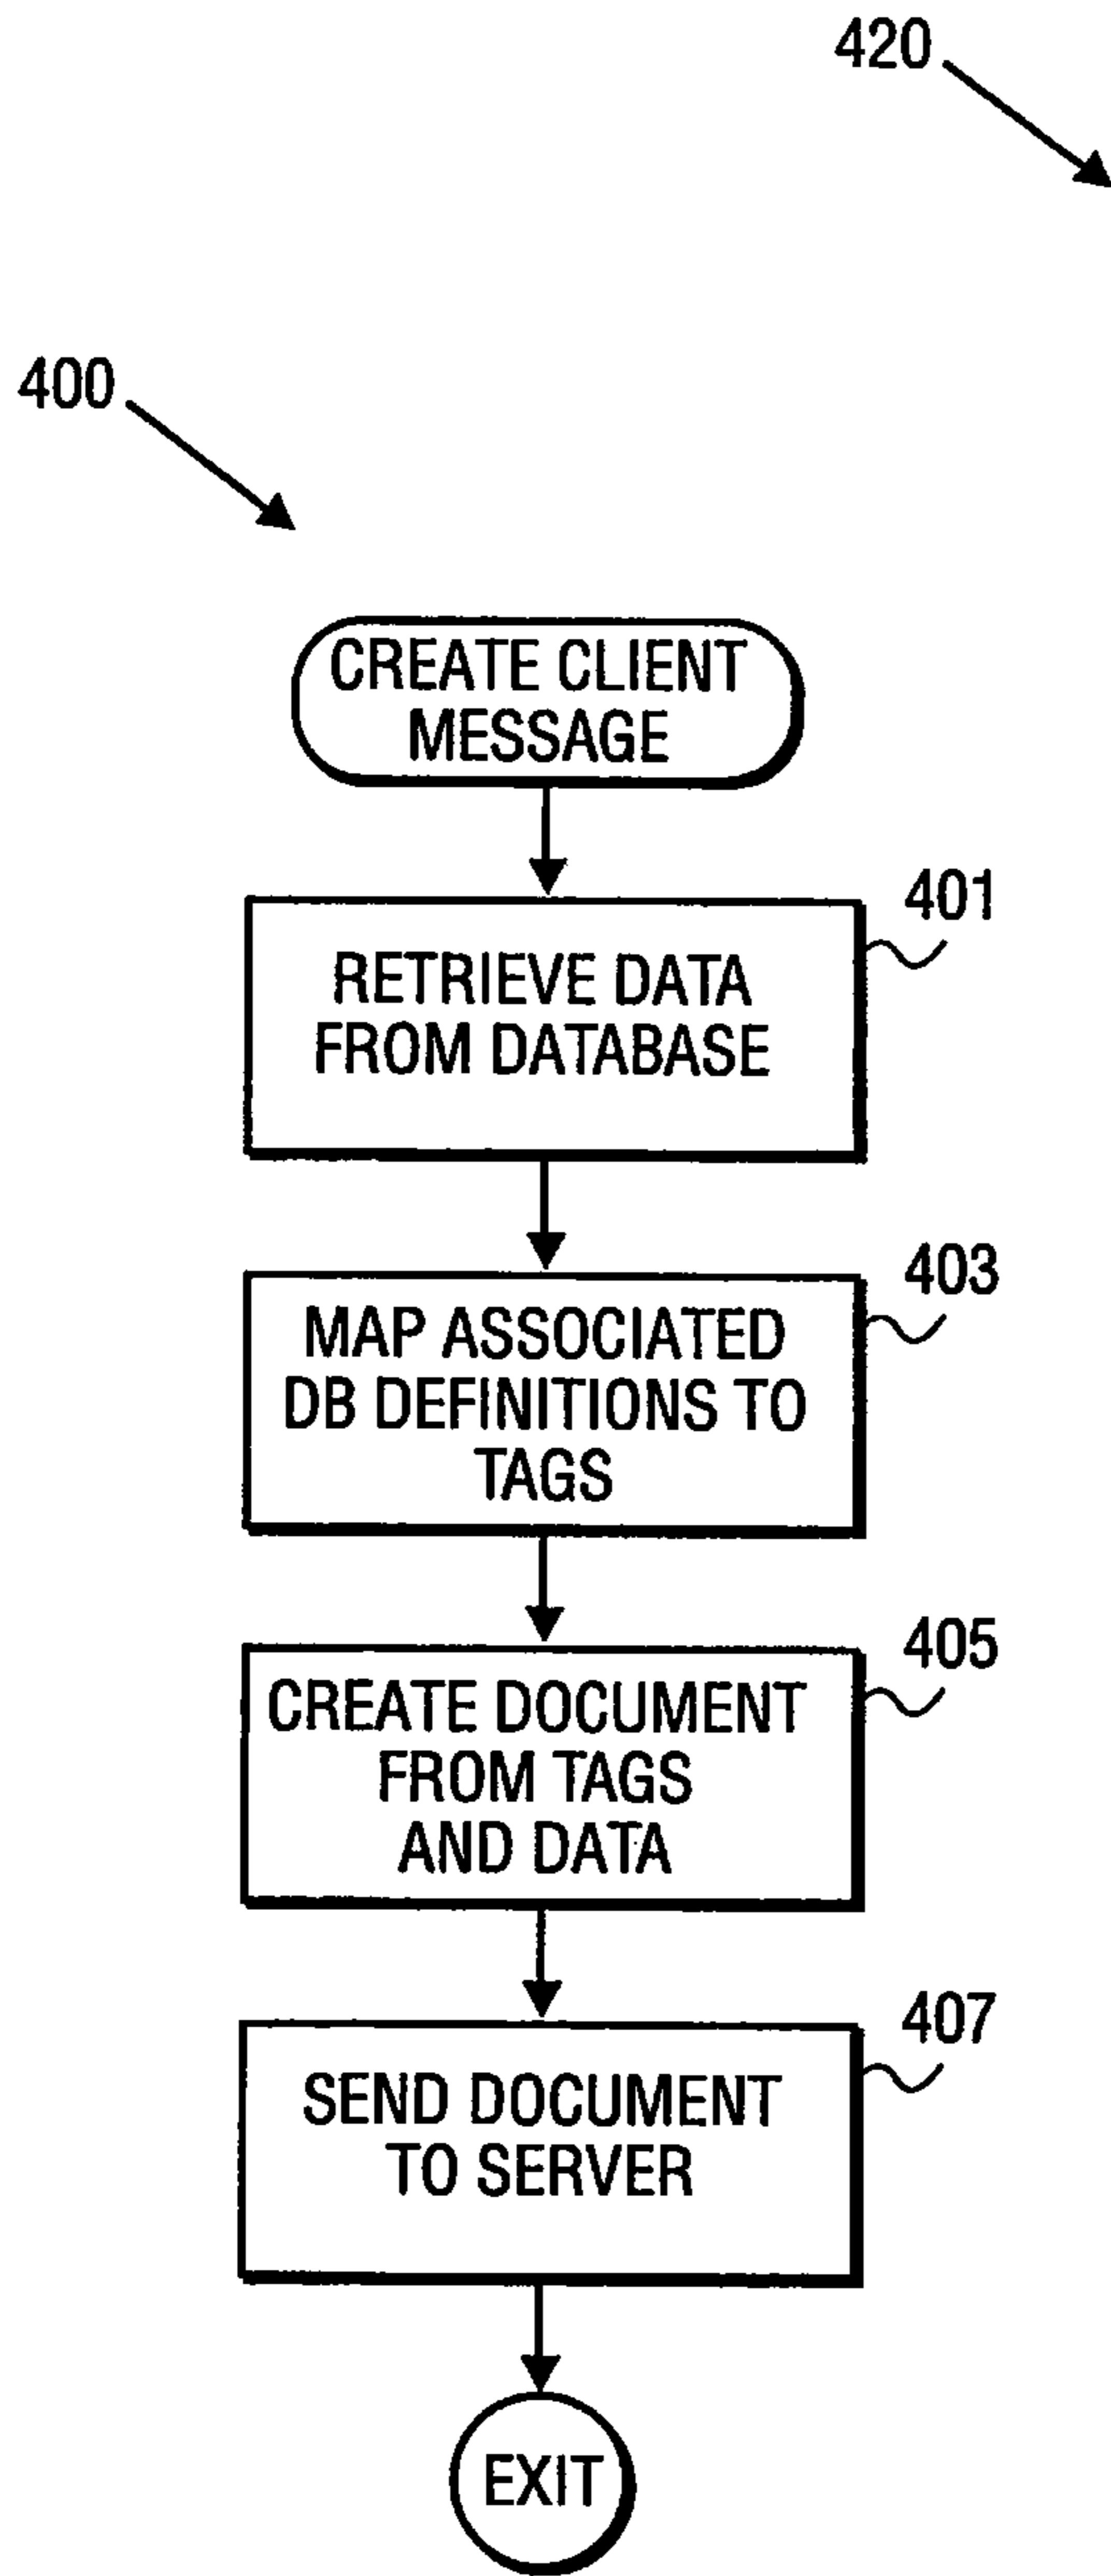 420
400
CREATE CLIENT
MESSAGE
401
RETRIEVE DATA
FROM DATABASE
403
MAP ASSOCIATED
DB DEFINITIONS TO
TAGS
405
CREATE DOCUMENT
FROM TAGS
AND DATA
407
SEND DOCUMENT
TO SERVER
EXIT